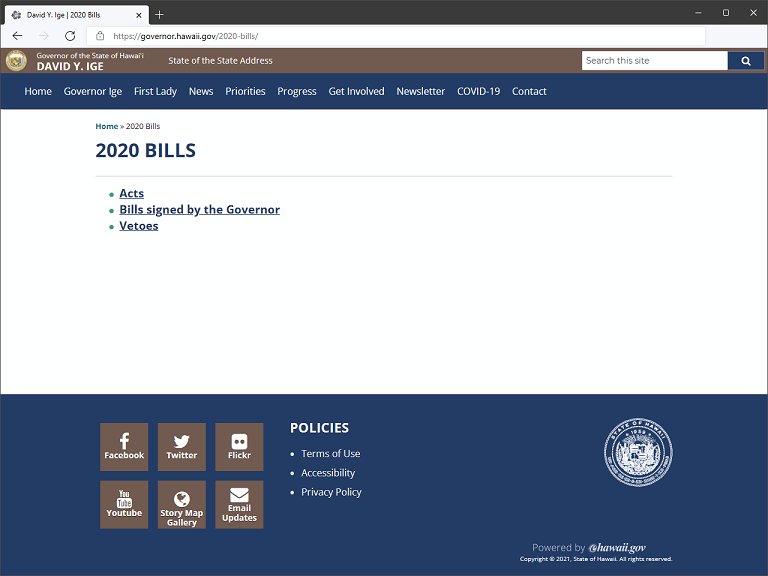 David Y. Ige | 2020 Bills
https://governor.hawaii.gov/2020-bills/
Governor of the State of Hawai'i
DAVID Y. IGE
State of the State Address
Search this site
Home Governor Ige First Lady News Priorities Progress Get Involved Newsletter COVID-19 Contact
Home » 2020 Bills
2020 BILLS
Acts
Bills signed by the Governor
Vetoes
Facebook
Twitter
Flickr
You
Tube
Youtube
Story Map
Gallery
Email
Updates
POLICIES
Terms of Use
Accessibility
Privacy Policy
STATE OF HAWAII
1959
Powered by @hawaii.gov
Copyright © 2021, State of Hawaii. All rights reserved.